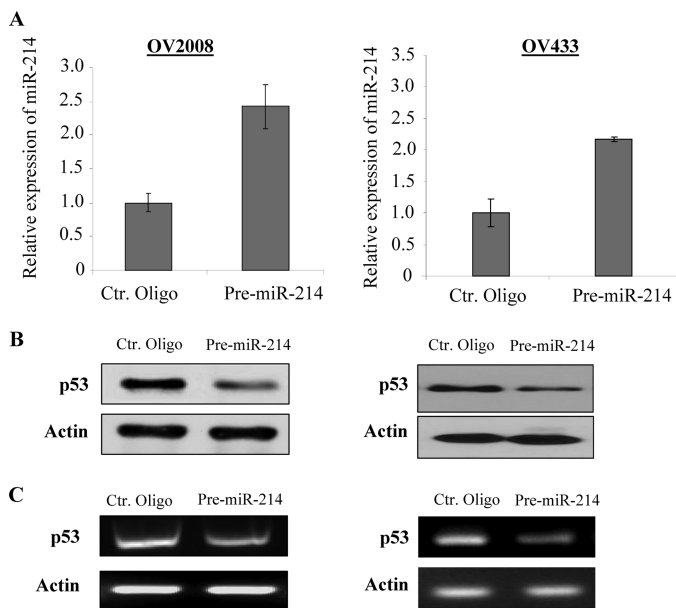 A
OV2008
Relative expression of miR-214
3.0
2.5
2.0
1.5
1.0
0.5
0
Ctr. Oligo
Pre-miR-214
OV433
Relative expression of miR-214
3.5
3.0
2.5
2.0
1.5
1.0
0.5
0
Ctr. Oligo
Pre-miR-214
B
Ctr. Oligo
Pre-miR-214
p53
Actin
Ctr. Oligo
Pre-miR-214
p53
Actin
C
Ctr. Oligo
Pre-miR-214
p53
Actin
Ctr. Oligo
Pre-miR-214
p53
Actin